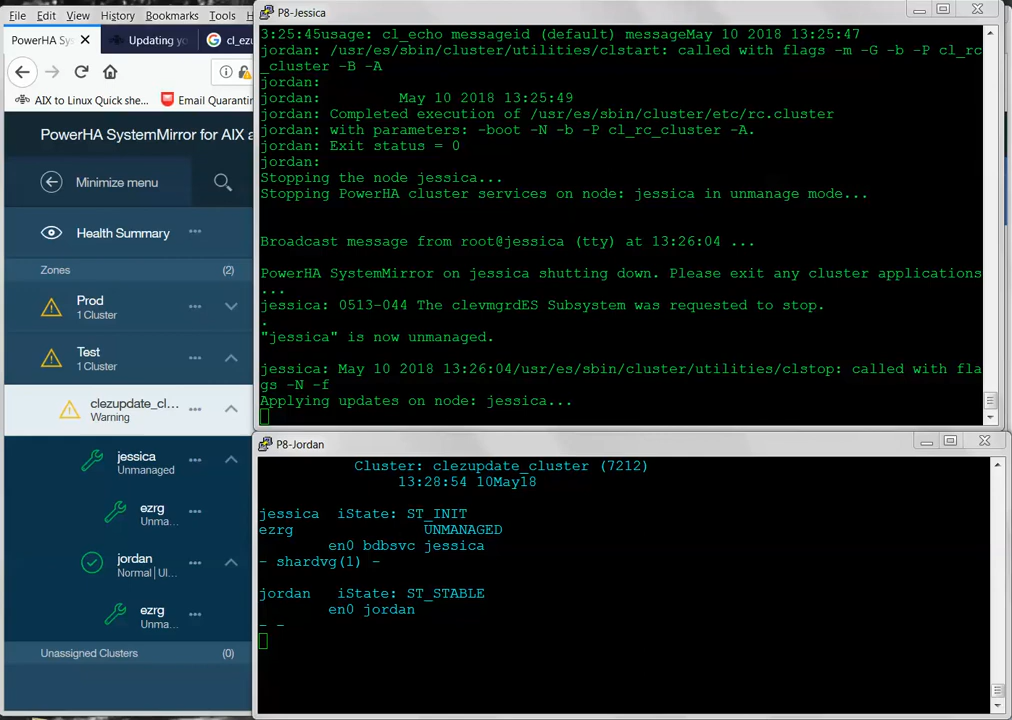 File Edit View History Bookmarks Tools
PowerHA Sys
Updating yo
cl_ezu
AIX to Linux Quick shee...
Email Quarantin
PowerHA SystemMirror for AIX a
Minimize menu
Health Summary
Zones (2)
Prod
1 Cluster
Test
1 Cluster
clezupdate_cl...
Warning
jessica
Unmanaged
ezrg
Unma...
jordan
Normal | Ul...
ezrg
Unma...
Unassigned Clusters (0)
P8-Jessica
3:25:45usage: cl_echo messageid (default) messageMay 10 2018 13:25:47
jordan: /usr/es/sbin/cluster/utilities/clstart: called with flags -m -G -b -P cl_rc
_cluster -B -A
jordan:
jordan: May 10 2018 13:25:49
jordan: Completed execution of /usr/es/sbin/cluster/etc/rc.cluster
jordan: with parameters: -boot -N -b -P cl_rc_cluster -A.
jordan: Exit status = 0
jordan:
Stopping the node jessica...
Stopping PowerHA cluster services on node: jessica in unmanage mode...
Broadcast message from root@jessica (tty) at 13:26:04 ...
PowerHA SystemMirror on jessica shutting down. Please exit any cluster applications
...
jessica: 0513-044 The clevmgrdES Subsystem was requested to stop.
.
"jessica" is now unmanaged.
jessica: May 10 2018 13:26:04/usr/es/sbin/cluster/utilities/clstop: called with fla
gs -N -f
Applying updates on node: jessica...
P8-Jordan
Cluster: clezupdate_cluster (7212)
13:28:54 10May18
jessica iState: ST_INIT
ezrg UNMANAGED
en0 bdbsvc jessica
- shardvg(1) -
jordan iState: ST_STABLE
en0 jordan
- -